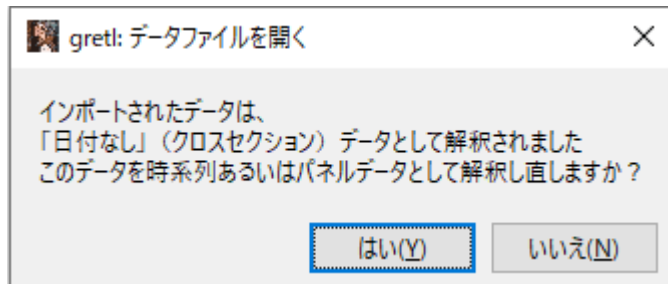 gretl: データファイルを開く
インポートされたデータは、
「日付なし」（クロスセクション）データとして解釈されました
このデータを時系列あるいはパネルデータとして解釈し直しますか？
はい(Y) いいえ(N)